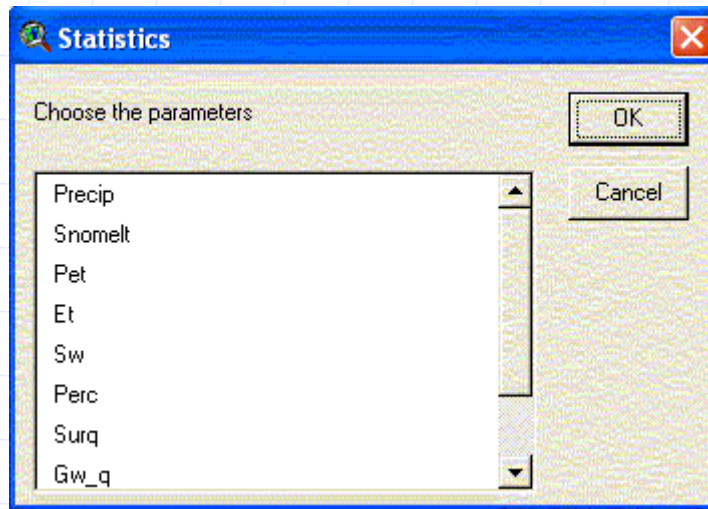 Statistics
Choose the parameters
OK
Cancel
Precip
Snomelt
Pet
Et
Sw
Perc
Surq
Gw_q